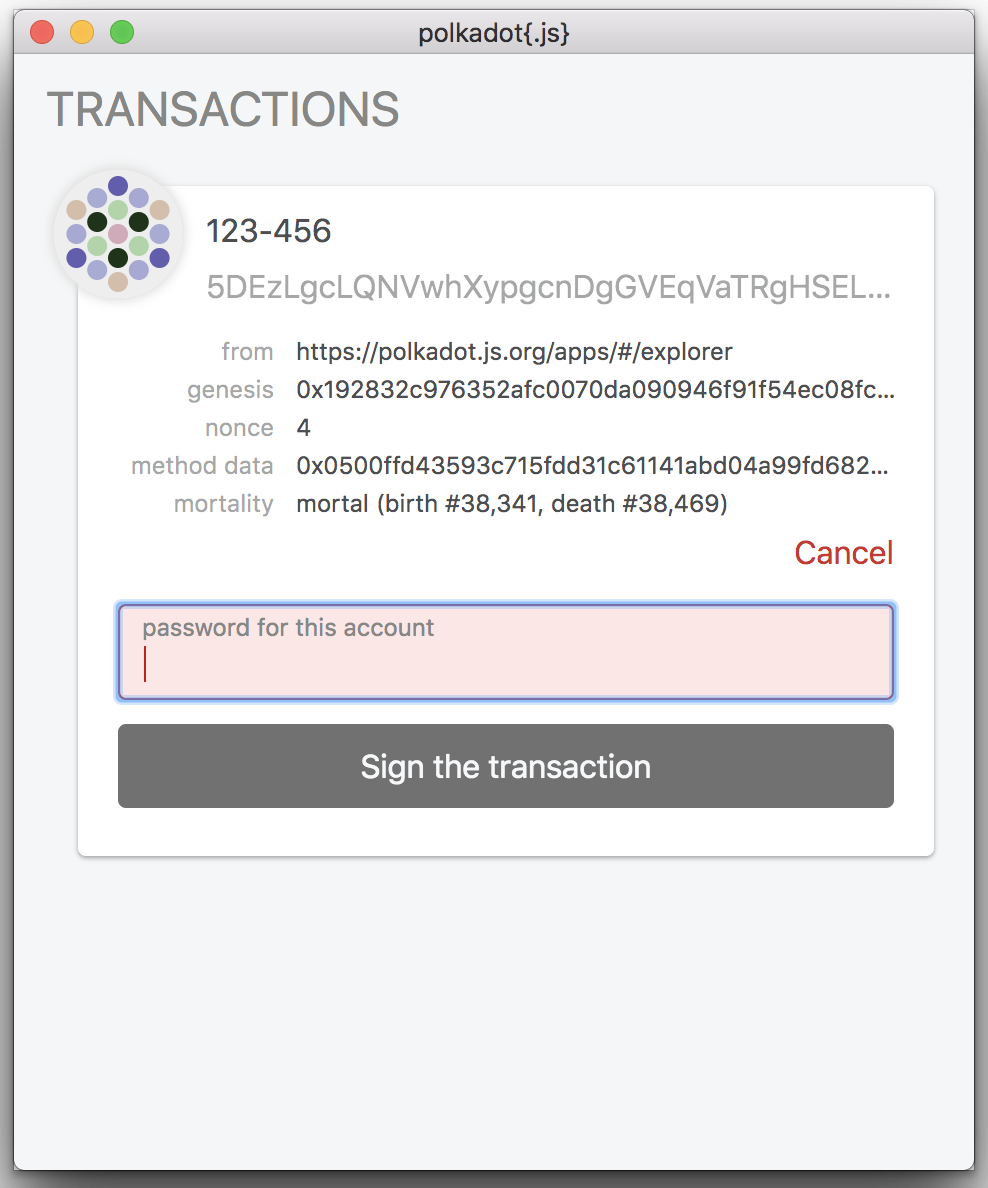 polkadot{.js}
TRANSACTIONS
123-456
5DEzLgcLQNVwhXypgcnDgGVEqVaTRgHSEL...
from https://polkadot.js.org/apps/#/explorer
genesis 0x192832c976352afc0070da090946f91f54ec08fc...
nonce 4
method data 0x0500ffd43593c715fdd31c61141abd04a99fd682...
mortality mortal (birth #38,341, death #38,469)
Cancel
password for this account
Sign the transaction